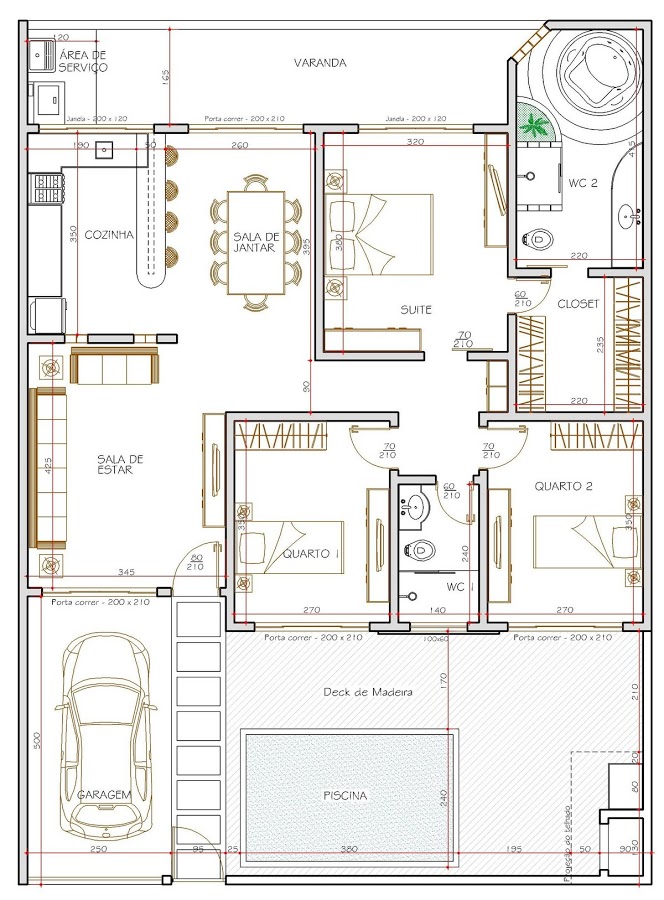 120
ÁREA DE
SERVIÇO
165
VARANDA
Janela - 200 x 120
Porta correr - 200 x 210
Janela - 200 x 120
415
190
50
260
320
WC 2
COZINHA
350
SALA DE
JANTAR
395
380
220
SUITE
60
210
CLOSET
70
210
235
220
90
SALA DE
ESTAR
425
70
210
70
210
60
210
QUARTO 2
350
350
QUARTO 1
240
WC 1
80
210
345
270
140
270
Porta correr - 200 x 210
Porta correr - 200 x 210
100x60
Porta correr - 200 x 210
Deck de Madeira
170
210
500
GARAGEM
PISCINA
240
20
80
Projeção do telhado
250
95
25
380
195
50
90
130